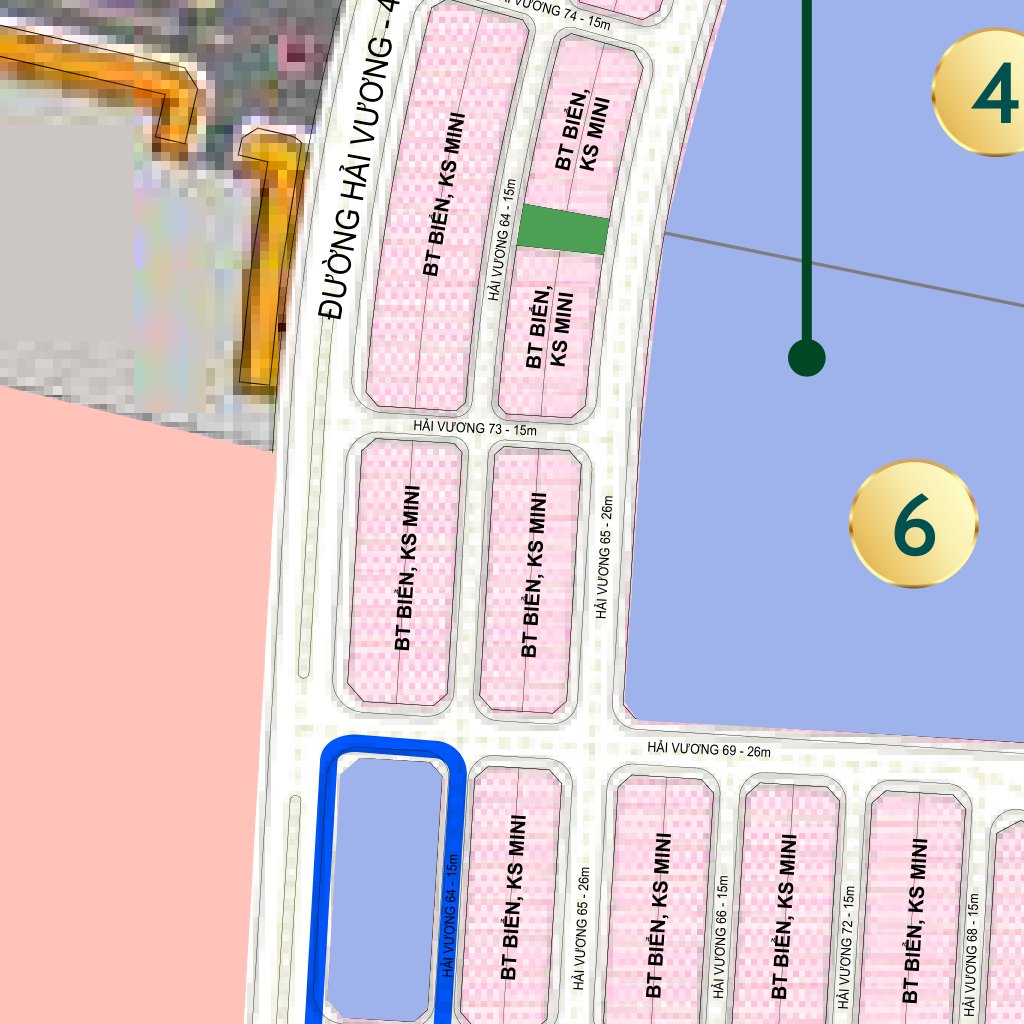 HẢI VƯƠNG 74 - 15m
ĐƯỜNG HẢI VƯƠNG - 4
4
BT BIỂN, KS MINI
BT BIỂN,
KS MINI
HẢI VƯƠNG 64 - 15m
BT BIỂN,
KS MINI
HẢI VƯƠNG 73 - 15m
BT BIỂN, KS MINI
BT BIỂN, KS MINI
HẢI VƯƠNG 65 - 26m
6
HẢI VƯƠNG 69 - 26m
HẢI VƯƠNG 64 - 15m
BT BIỂN, KS MINI
HẢI VƯƠNG 65 - 26m
BT BIỂN, KS MINI
HẢI VƯƠNG 66 - 15m
BT BIỂN, KS MINI
HẢI VƯƠNG 72 - 15m
BT BIỂN, KS MINI
HẢI VƯƠNG 68 - 15m